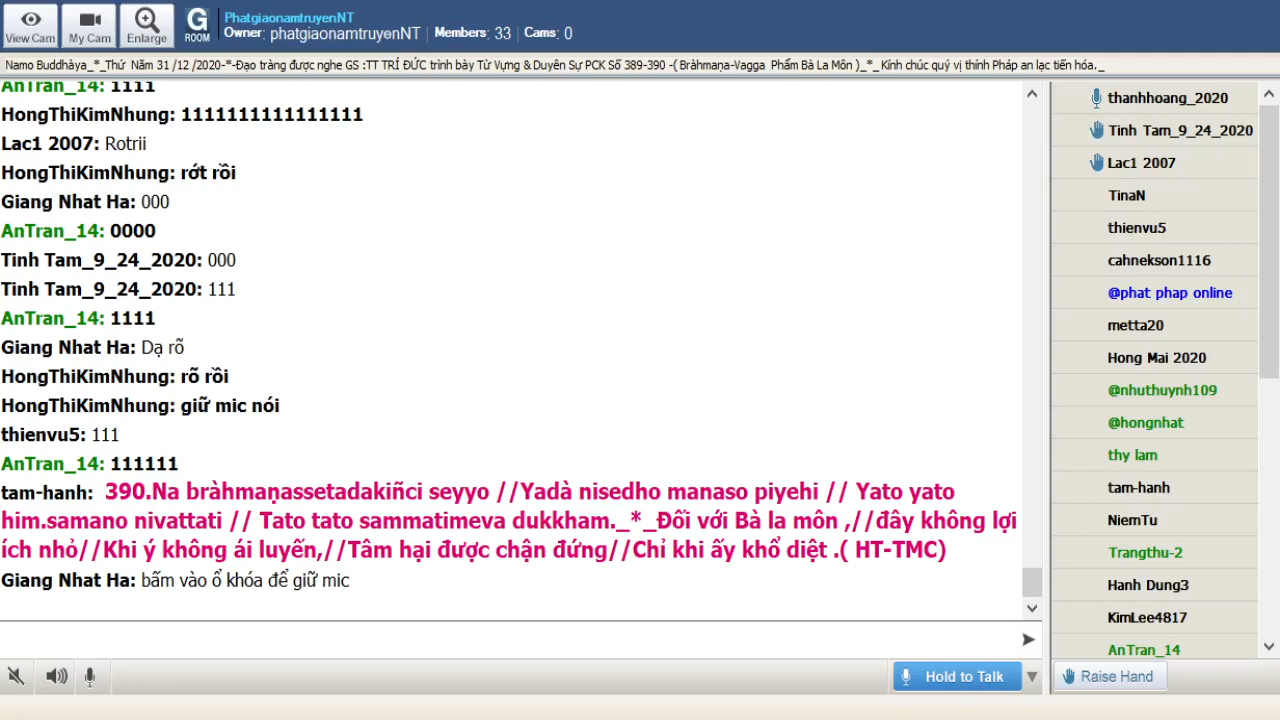 View Cam
My Cam
Enlarge
G
ROOM
PhatgiaonamtruyenNT
Owner: phatgiaonamtruyenNT | Members: 33 | Cams: 0
Namo Buddhàya_*_Thứ Năm 31 /12 /2020-*-Đạo tràng được nghe GS :TT TRÍ ĐỨC trình bày Từ Vựng & Duyên Sự PCK Số 389-390 -( Bràhmaṇa-Vagga Phẩm Bà La Môn )_*_Kính chúc quý vị thính Pháp an lạc tiến hóa._
AnTran_14: 1111
HongThiKimNhung: 1111111111111111
Lac1 2007: Rotrii
HongThiKimNhung: rớt rồi
Giang Nhat Ha: 000
AnTran_14: 0000
Tinh Tam_9_24_2020: 000
Tinh Tam_9_24_2020: 111
AnTran_14: 1111
Giang Nhat Ha: Dạ rõ
HongThiKimNhung: rõ rồi
HongThiKimNhung: giữ mic nói
thienvu5: 111
AnTran_14: 111111
tam-hanh: 390.Na bràhmaṇassetadakiñci seyyo //Yadà nisedho manaso piyehi // Yato yato
him.samano nivattati // Tato tato sammatimeva dukkham._*_Đối với Bà la môn ,//đây không lợi
ích nhỏ//Khi ý không ái luyến,//Tâm hại được chận đứng//Chỉ khi ấy khổ diệt .( HT-TMC)
Giang Nhat Ha: bấm vào ổ khóa để giữ mic
thanhhoang_2020
Tinh Tam_9_24_2020
Lac1 2007
TinaN
thienvu5
cahnekson1116
@phat phap online
metta20
Hong Mai 2020
@nhuthuynh109
@hongnhat
thy lam
tam-hanh
NiemTu
Trangthu-2
Hanh Dung3
KimLee4817
AnTran_14
Hold to Talk
Raise Hand